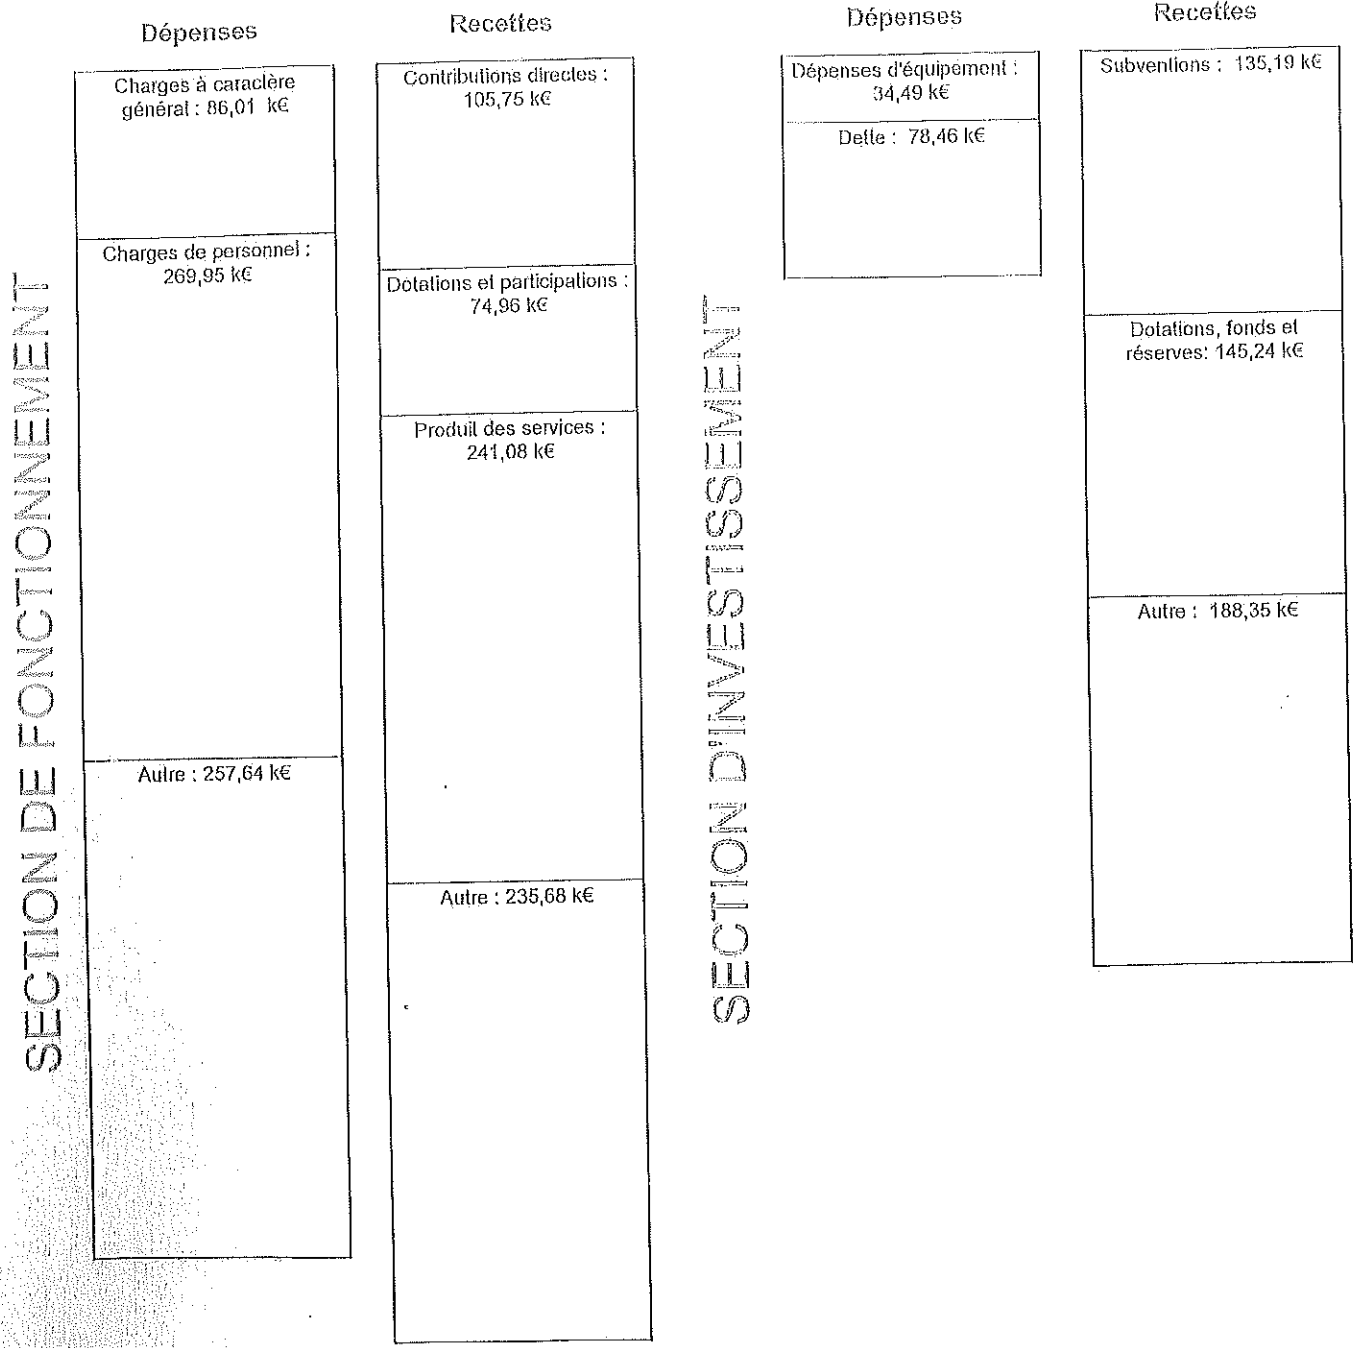 SECTION DE FONCTIONNEMENT
Dépenses
Charges à caractère
général : 86,01 k€
Charges de personnel :
269,95 k€
Autre : 257,64 k€
Recettes
Contributions directes :
105,75 k€
Dotations et participations :
74,96 k€
Produit des services :
241,08 k€
Autre : 235,68 k€
SECTION D'INVESTISSEMENT
Dépenses
Dépenses d'équipement :
34,49 k€
Dette : 78,46 k€
Recettes
Subventions : 135,19 k€
Dotations, fonds et
réserves: 145,24 k€
Autre : 188,35 k€